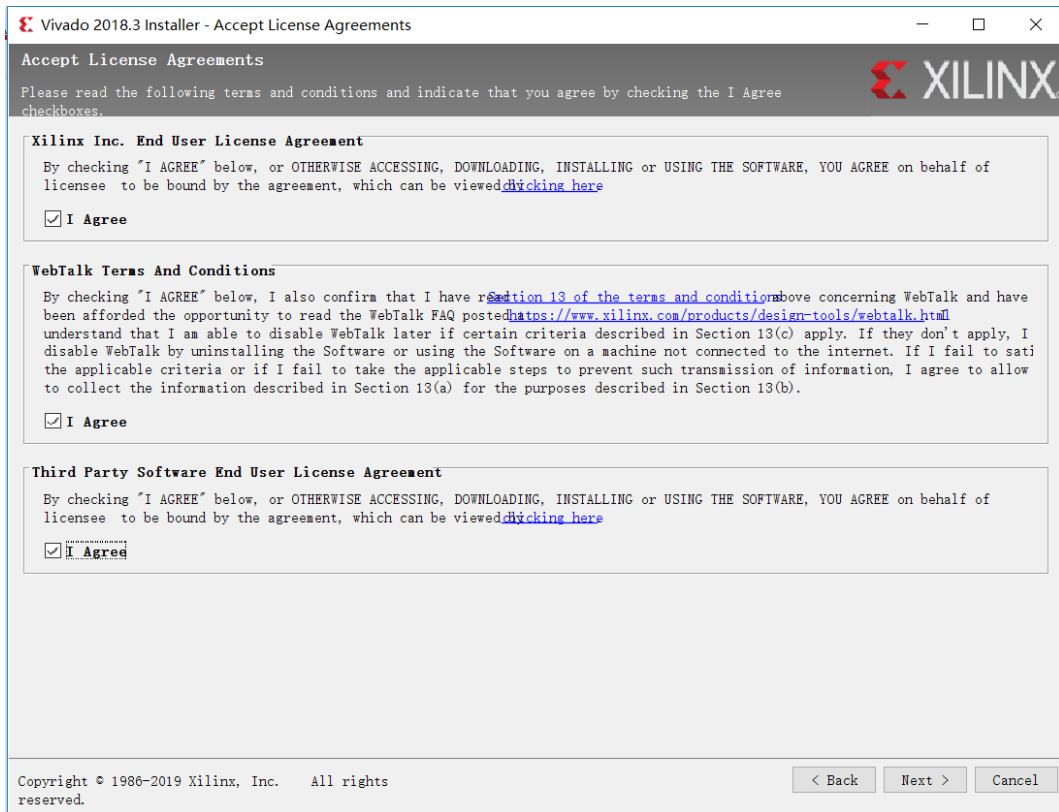 Vivado 2018.3 Installer - Accept License Agreements
Accept License Agreements
Please read the following terms and conditions and indicate that you agree by checking the I Agree
checkboxes.
XILINX
Xilinx Inc. End User License Agreement
By checking "I AGREE" below, or OTHERWISE ACCESSING, DOWNLOADING, INSTALLING or USING THE SOFTWARE, YOU AGREE on behalf of
licensee to be bound by the agreement, which can be viewed by clicking here
I Agree
WebTalk Terms And Conditions
By checking "I AGREE" below, I also confirm that I have read Section 13 of the terms and conditions above concerning WebTalk and have
been afforded the opportunity to read the WebTalk FAQ posted at https://www.xilinx.com/products/design-tools/webtalk.html. I
understand that I am able to disable WebTalk later if certain criteria described in Section 13(c) apply. If they don't apply, I
disable WebTalk by uninstalling the Software or using the Software on a machine not connected to the internet. If I fail to sati
the applicable criteria or if I fail to take the applicable steps to prevent such transmission of information, I agree to allow
to collect the information described in Section 13(a) for the purposes described in Section 13(b).
I Agree
Third Party Software End User License Agreement
By checking "I AGREE" below, or OTHERWISE ACCESSING, DOWNLOADING, INSTALLING or USING THE SOFTWARE, YOU AGREE on behalf of
licensee to be bound by the agreement, which can be viewed by clicking here
I Agree
Copyright © 1986-2019 Xilinx, Inc. All rights
reserved.
< Back Next > Cancel